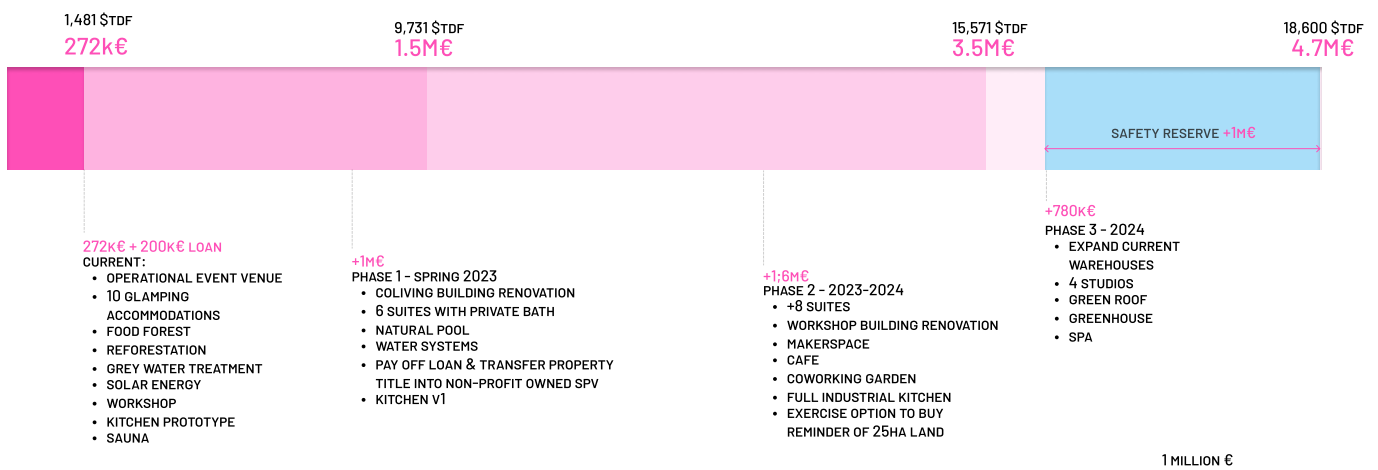 1,481 $TDF
272K€
9,731 $TDF
1.5M€
15,571 $TDF
3.5M€
18,600 $TDF
4.7M€
SAFETY RESERVE +1M€
272K€ + 200K€ LOAN
CURRENT:
• OPERATIONAL EVENT VENUE
• 10 GLAMPING
ACCOMMODATIONS
• FOOD FOREST
• REFORESTATION
• GREY WATER TREATMENT
• SOLAR ENERGY
• WORKSHOP
• KITCHEN PROTOTYPE
• SAUNA
+1M€
PHASE 1 - SPRING 2023
• COLIVING BUILDING RENOVATION
• 6 SUITES WITH PRIVATE BATH
• NATURAL POOL
• WATER SYSTEMS
• PAY OFF LOAN & TRANSFER PROPERTY
TITLE INTO NON-PROFIT OWNED SPV
• KITCHEN V1
+1;6M€
PHASE 2 - 2023-2024
• +8 SUITES
• WORKSHOP BUILDING RENOVATION
• MAKERSPACE
• CAFE
• COWORKING GARDEN
• FULL INDUSTRIAL KITCHEN
• EXERCISE OPTION TO BUY
REMINDER OF 25HA LAND
+780K€
PHASE 3 - 2024
• EXPAND CURRENT
WAREHOUSES
• 4 STUDIOS
• GREEN ROOF
• GREENHOUSE
• SPA
1 MILLION €